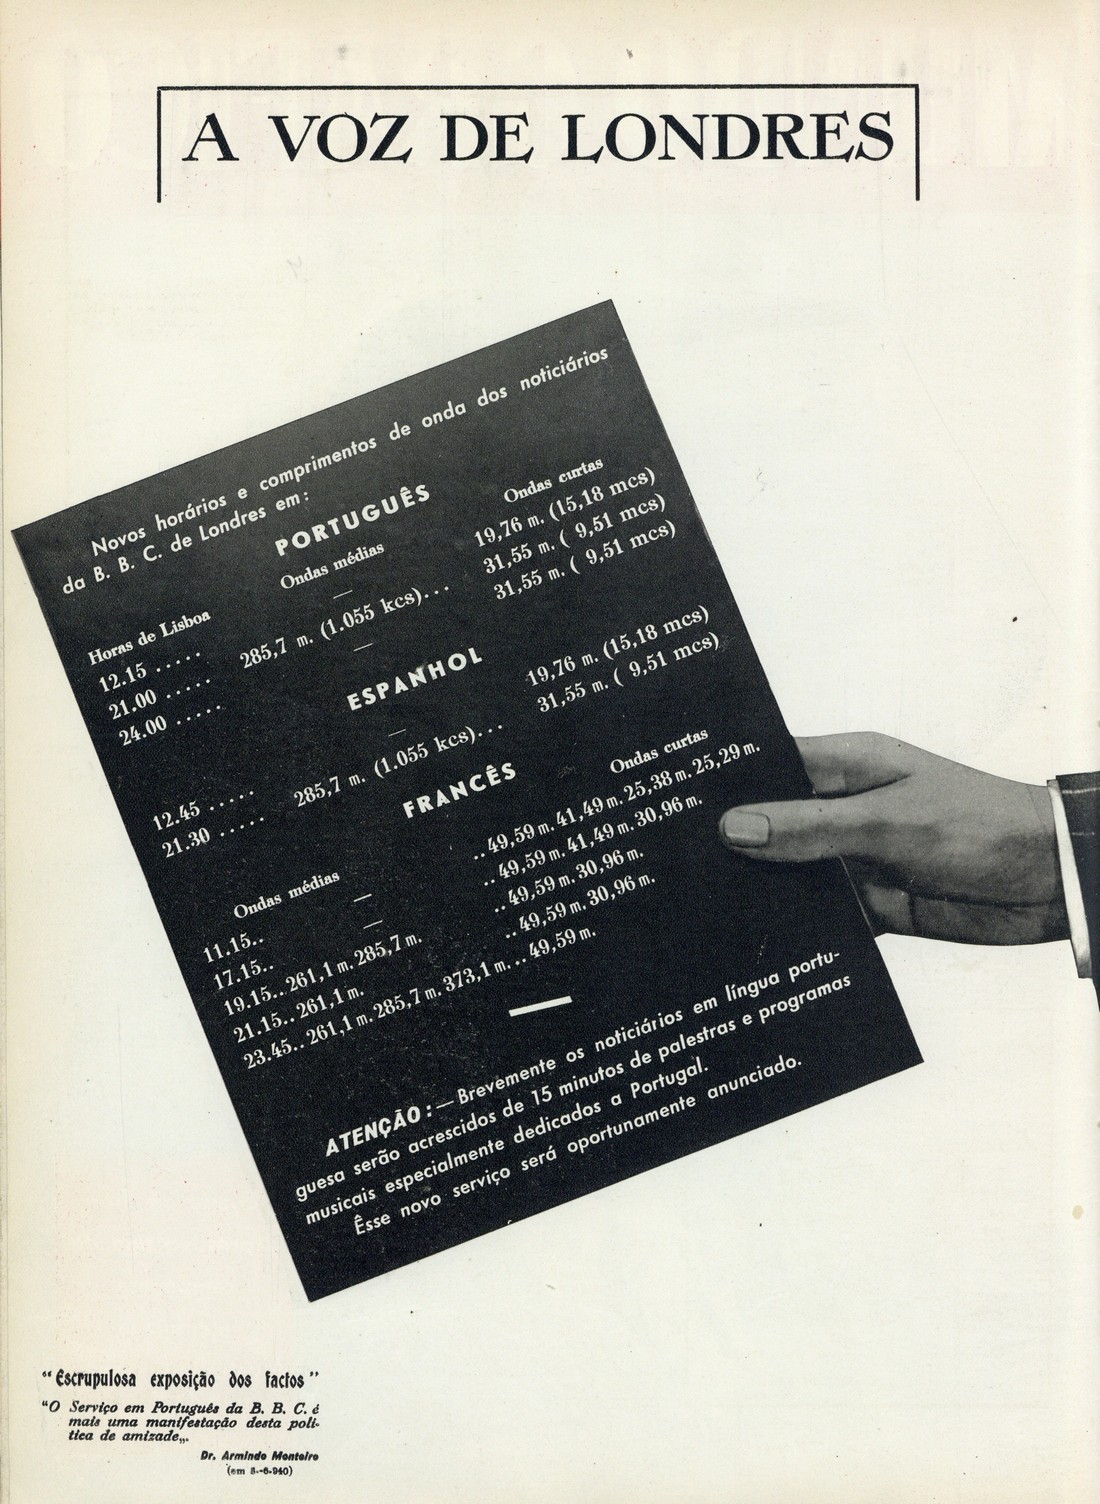 A VOZ DE LONDRES
Novos horários e comprimentos de onda dos noticiários
da B. B. C. de Londres em:
PORTUGUÊS
Horas de Lisboa Ondas médias Ondas curtas
12.15 ..... — 19,76 m. (15,18 mcs)
21.00 ..... 285,7 m. (1.055 kcs)... 31,55 m. ( 9,51 mcs)
24.00 ..... — 31,55 m. ( 9,51 mcs)
ESPANHOL
12.45 ..... — 19,76 m. (15,18 mcs)
21.30 ..... 285,7 m. (1.055 kcs)... 31,55 m. ( 9,51 mcs)
FRANCÊS
Ondas médias Ondas curtas
11.15.. — ..49,59 m. 41,49 m. 25,38 m. 25,29 m.
17.15.. — ..49,59 m. 41,49 m. 30,96 m.
19.15.. 261,1 m. 285,7 m. ..49,59 m. 30,96 m.
21.15.. 261,1 m. ..49,59 m. 30,96 m.
23.45.. 261,1 m. 285,7 m. 373,1 m... 49,59 m.
ATENÇÃO: — Brevemente os noticiários em língua portu-
guesa serão acrescidos de 15 minutos de palestras e programas
musicais especialmente dedicados a Portugal.
Êsse novo serviço será oportunamente anunciado.
“Escrupulosa exposição dos factos”
“O Serviço em Português da B. B. C. é
mais uma manifestação desta polí-
tica de amizade„.
Dr. Armindo Monteiro
(em 5-6-940)